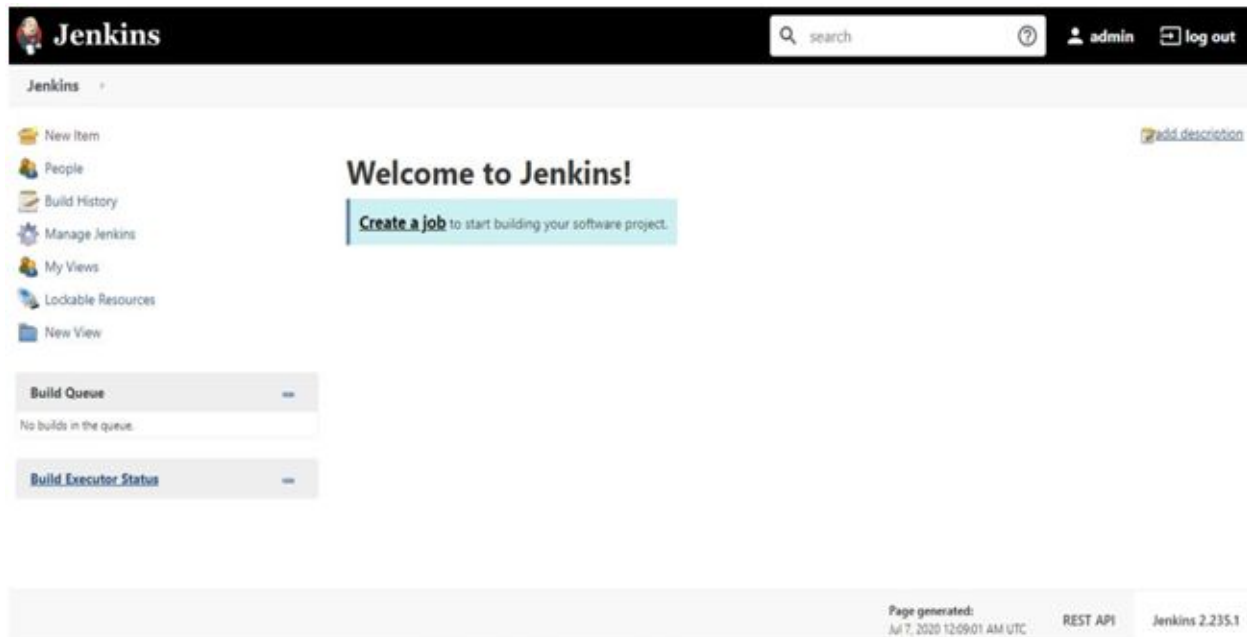 Jenkins
search
admin
log out
Jenkins
New Item
People
Build History
Manage Jenkins
My Views
Lockable Resources
New View
add description
Welcome to Jenkins!
Create a job to start building your software project.
Build Queue
No builds in the queue.
Build Executor Status
Page generated:
Jul 7, 2020 12:09:01 AM UTC
REST API
Jenkins 2.235.1